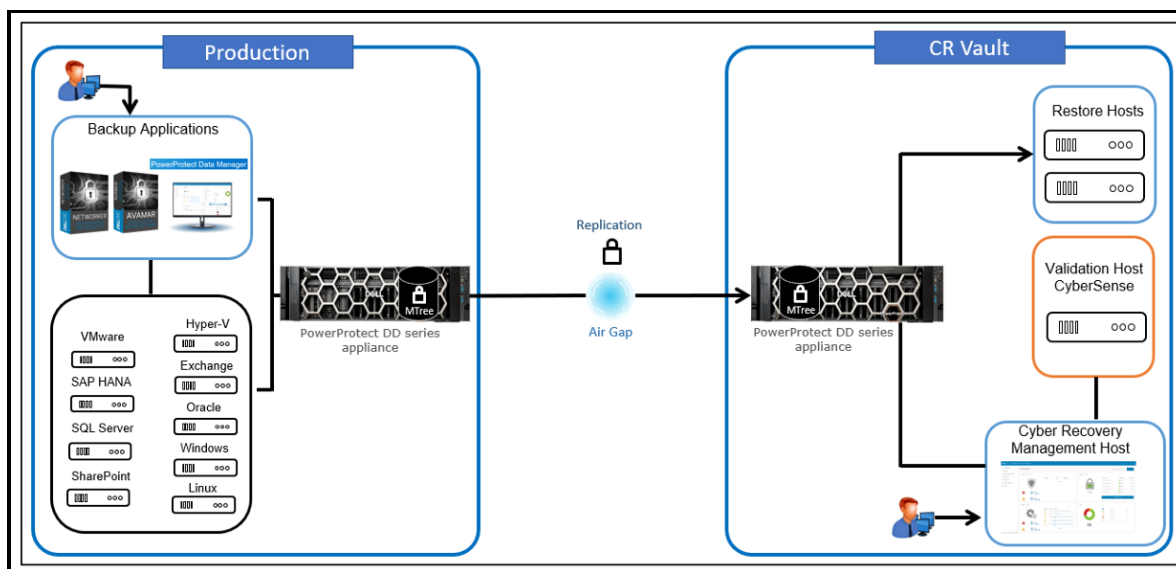 Production
CR Vault
Backup Applications
PowerProtect Data Manager
NETWORKER
AVAMAR
VMware
SAP HANA
SQL Server
SharePoint
Hyper-V
Exchange
Oracle
Windows
Linux
DELL
MTree
PowerProtect DD series
appliance
Replication
Air Gap
MTree
DELL
PowerProtect DD series
appliance
Restore Hosts
Validation Host
CyberSense
Cyber Recovery
Management Host